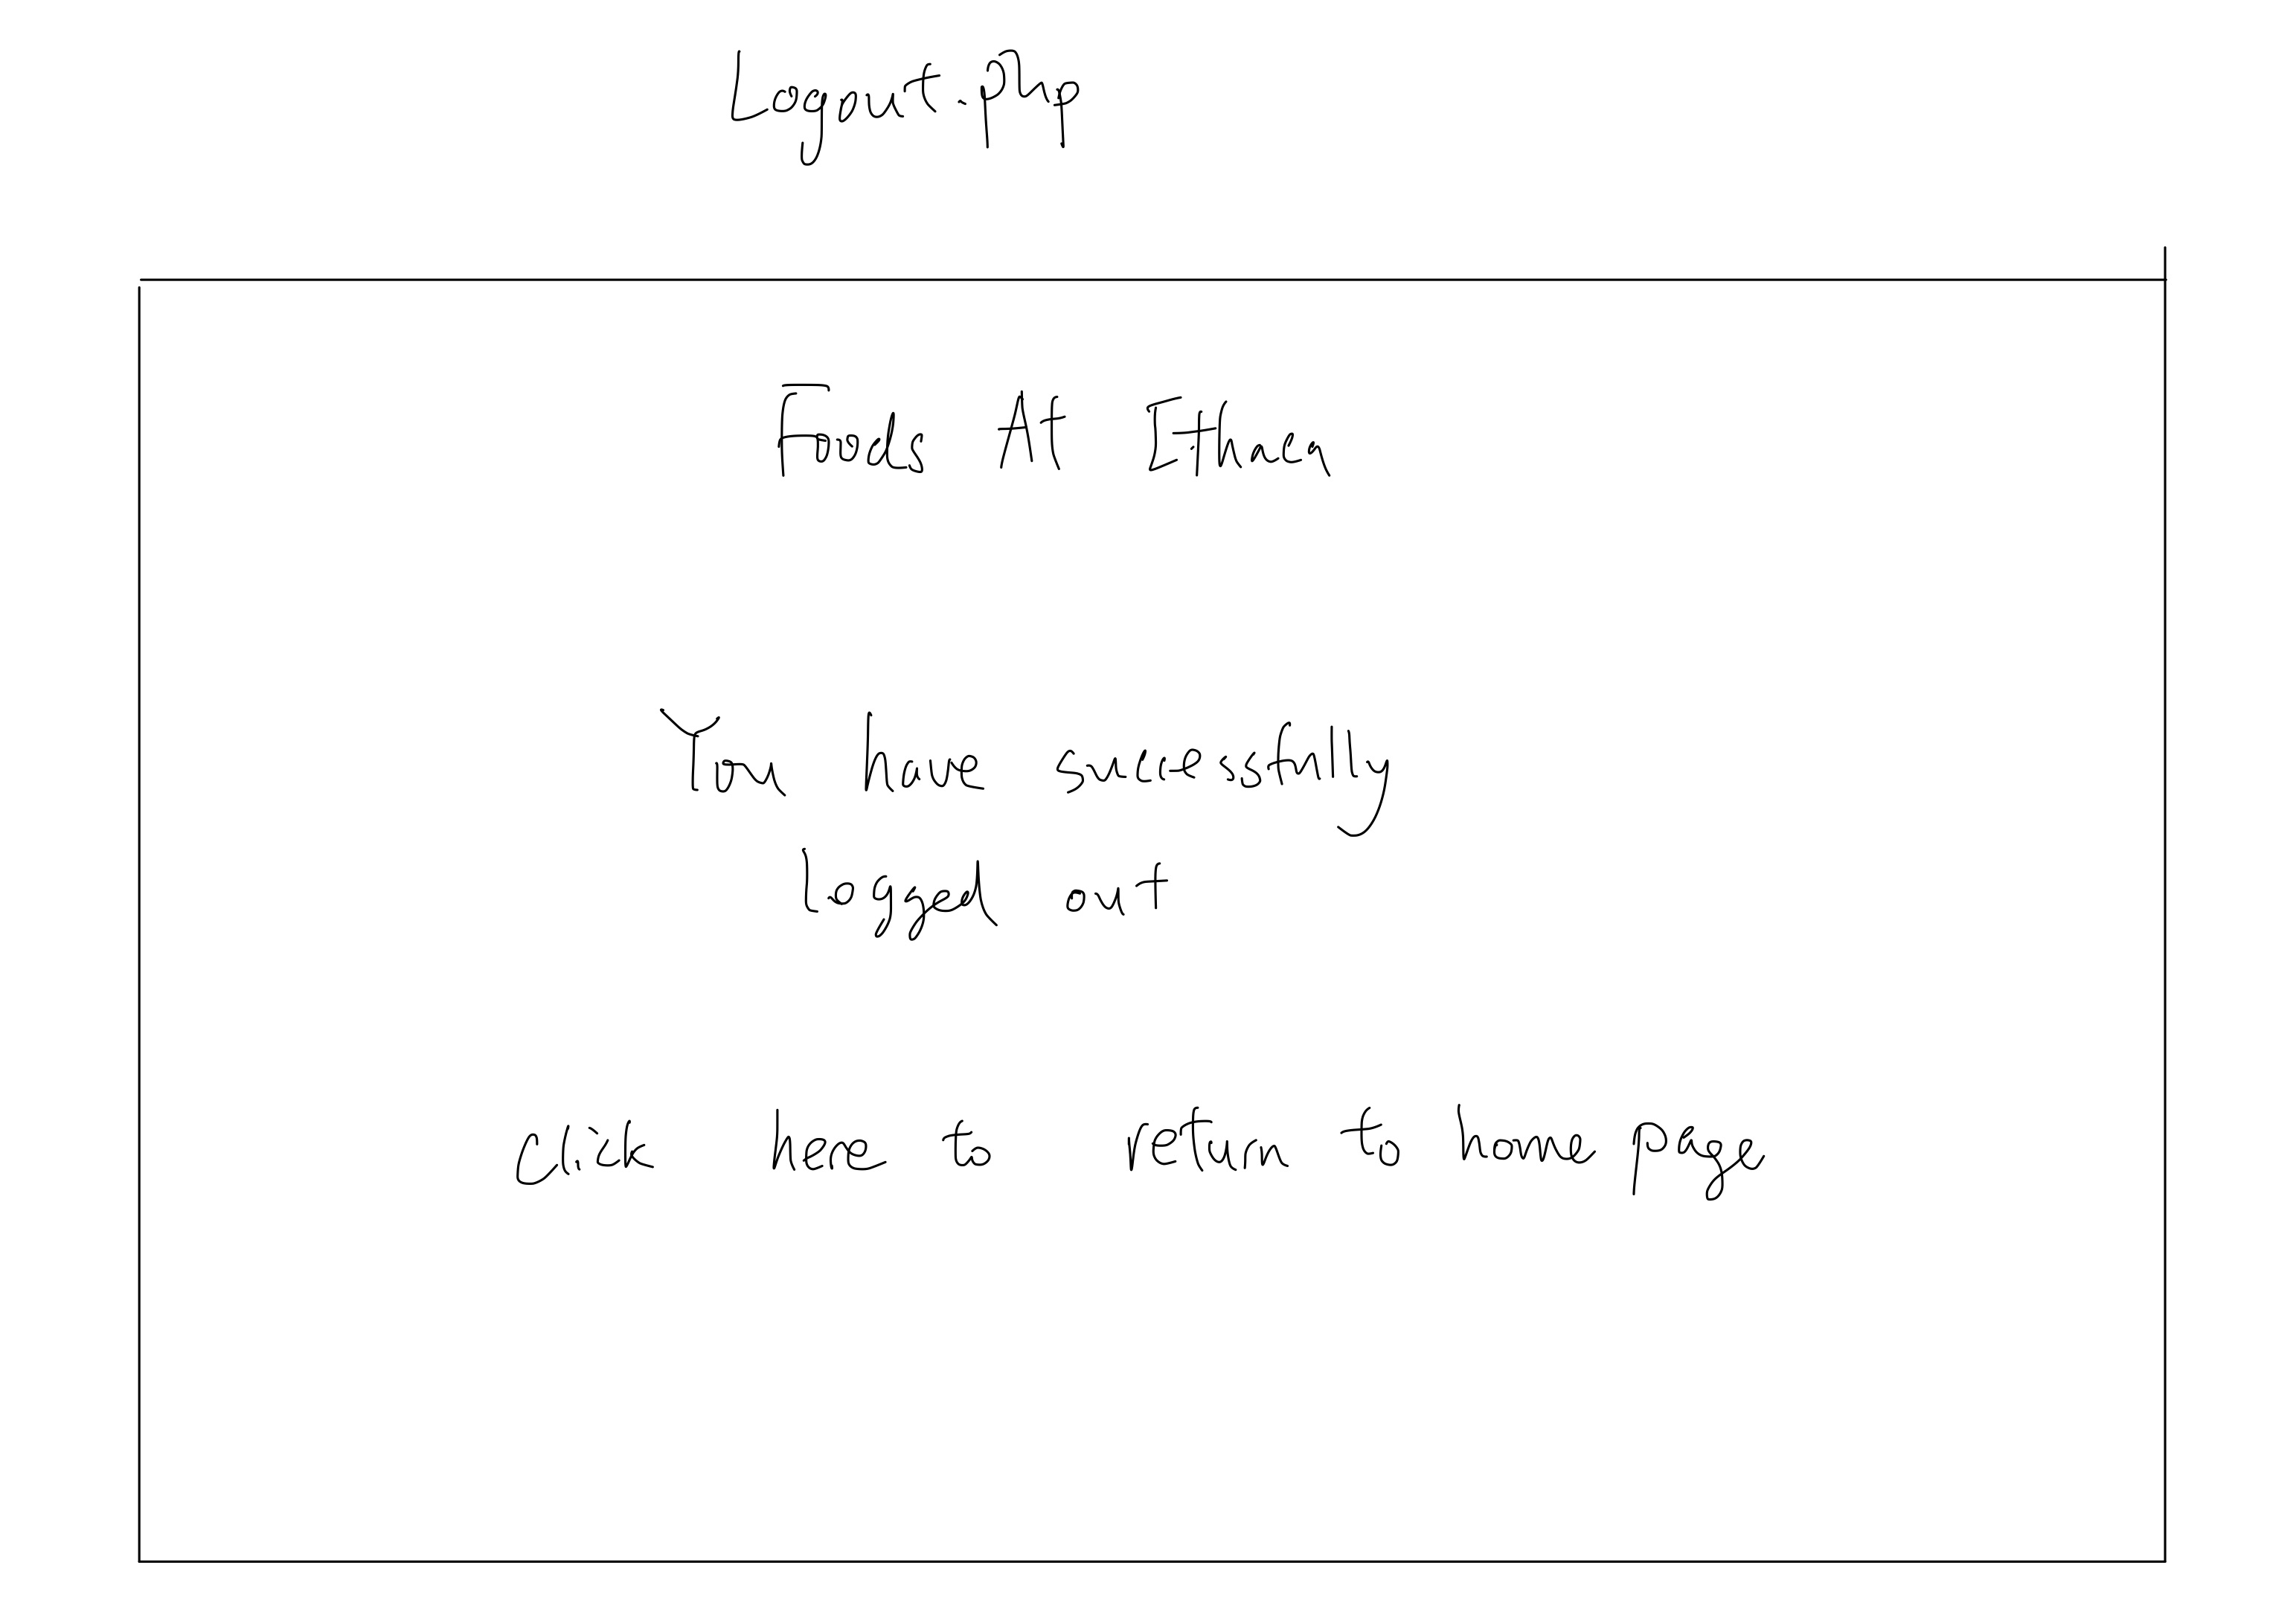 Logout.php
Foods At Ithaca
You have successfully
logged out
Click here to return to home page